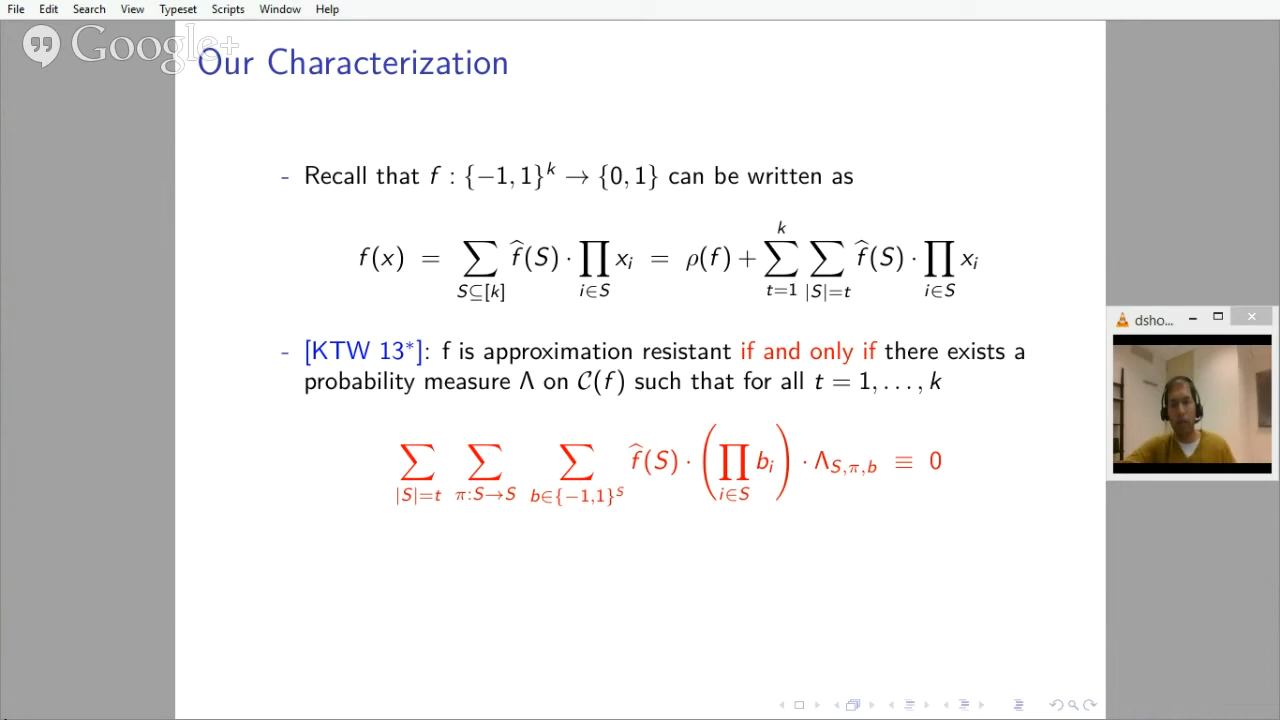 File Edit Search View Typeset Scripts Window Help
Google+
Our Characterization
- Recall that f : {−1, 1}^k → {0, 1} can be written as
f(x) = ∑_{S⊆[k]} f̂(S) · ∏_{i∈S} x_i = ρ(f) + ∑_{t=1}^{k} ∑_{|S|=t} f̂(S) · ∏_{i∈S} x_i
- [KTW 13*]: f is approximation resistant if and only if there exists a
probability measure Λ on C(f) such that for all t = 1, . . . , k
∑_{|S|=t} ∑_{π:S→S} ∑_{b∈{−1,1}^S} f̂(S) · (∏_{i∈S} b_i) · Λ_{S,π,b} ≡ 0
dsho...